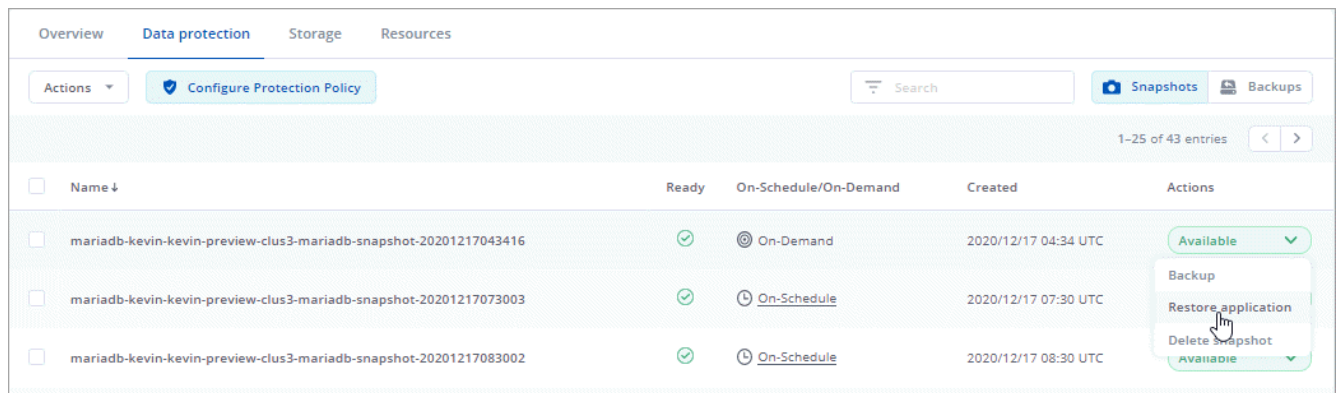 Overview Data protection Storage Resources
Actions Configure Protection Policy Search Snapshots Backups
1–25 of 43 entries
Name Ready On-Schedule/On-Demand Created Actions
mariadb-kevin-kevin-preview-clus3-mariadb-snapshot-20201217043416 On-Demand 2020/12/17 04:34 UTC Available
Backup
mariadb-kevin-kevin-preview-clus3-mariadb-snapshot-20201217073003 On-Schedule 2020/12/17 07:30 UTC
Restore application
Delete snapshot
mariadb-kevin-kevin-preview-clus3-mariadb-snapshot-20201217083002 On-Schedule 2020/12/17 08:30 UTC Available